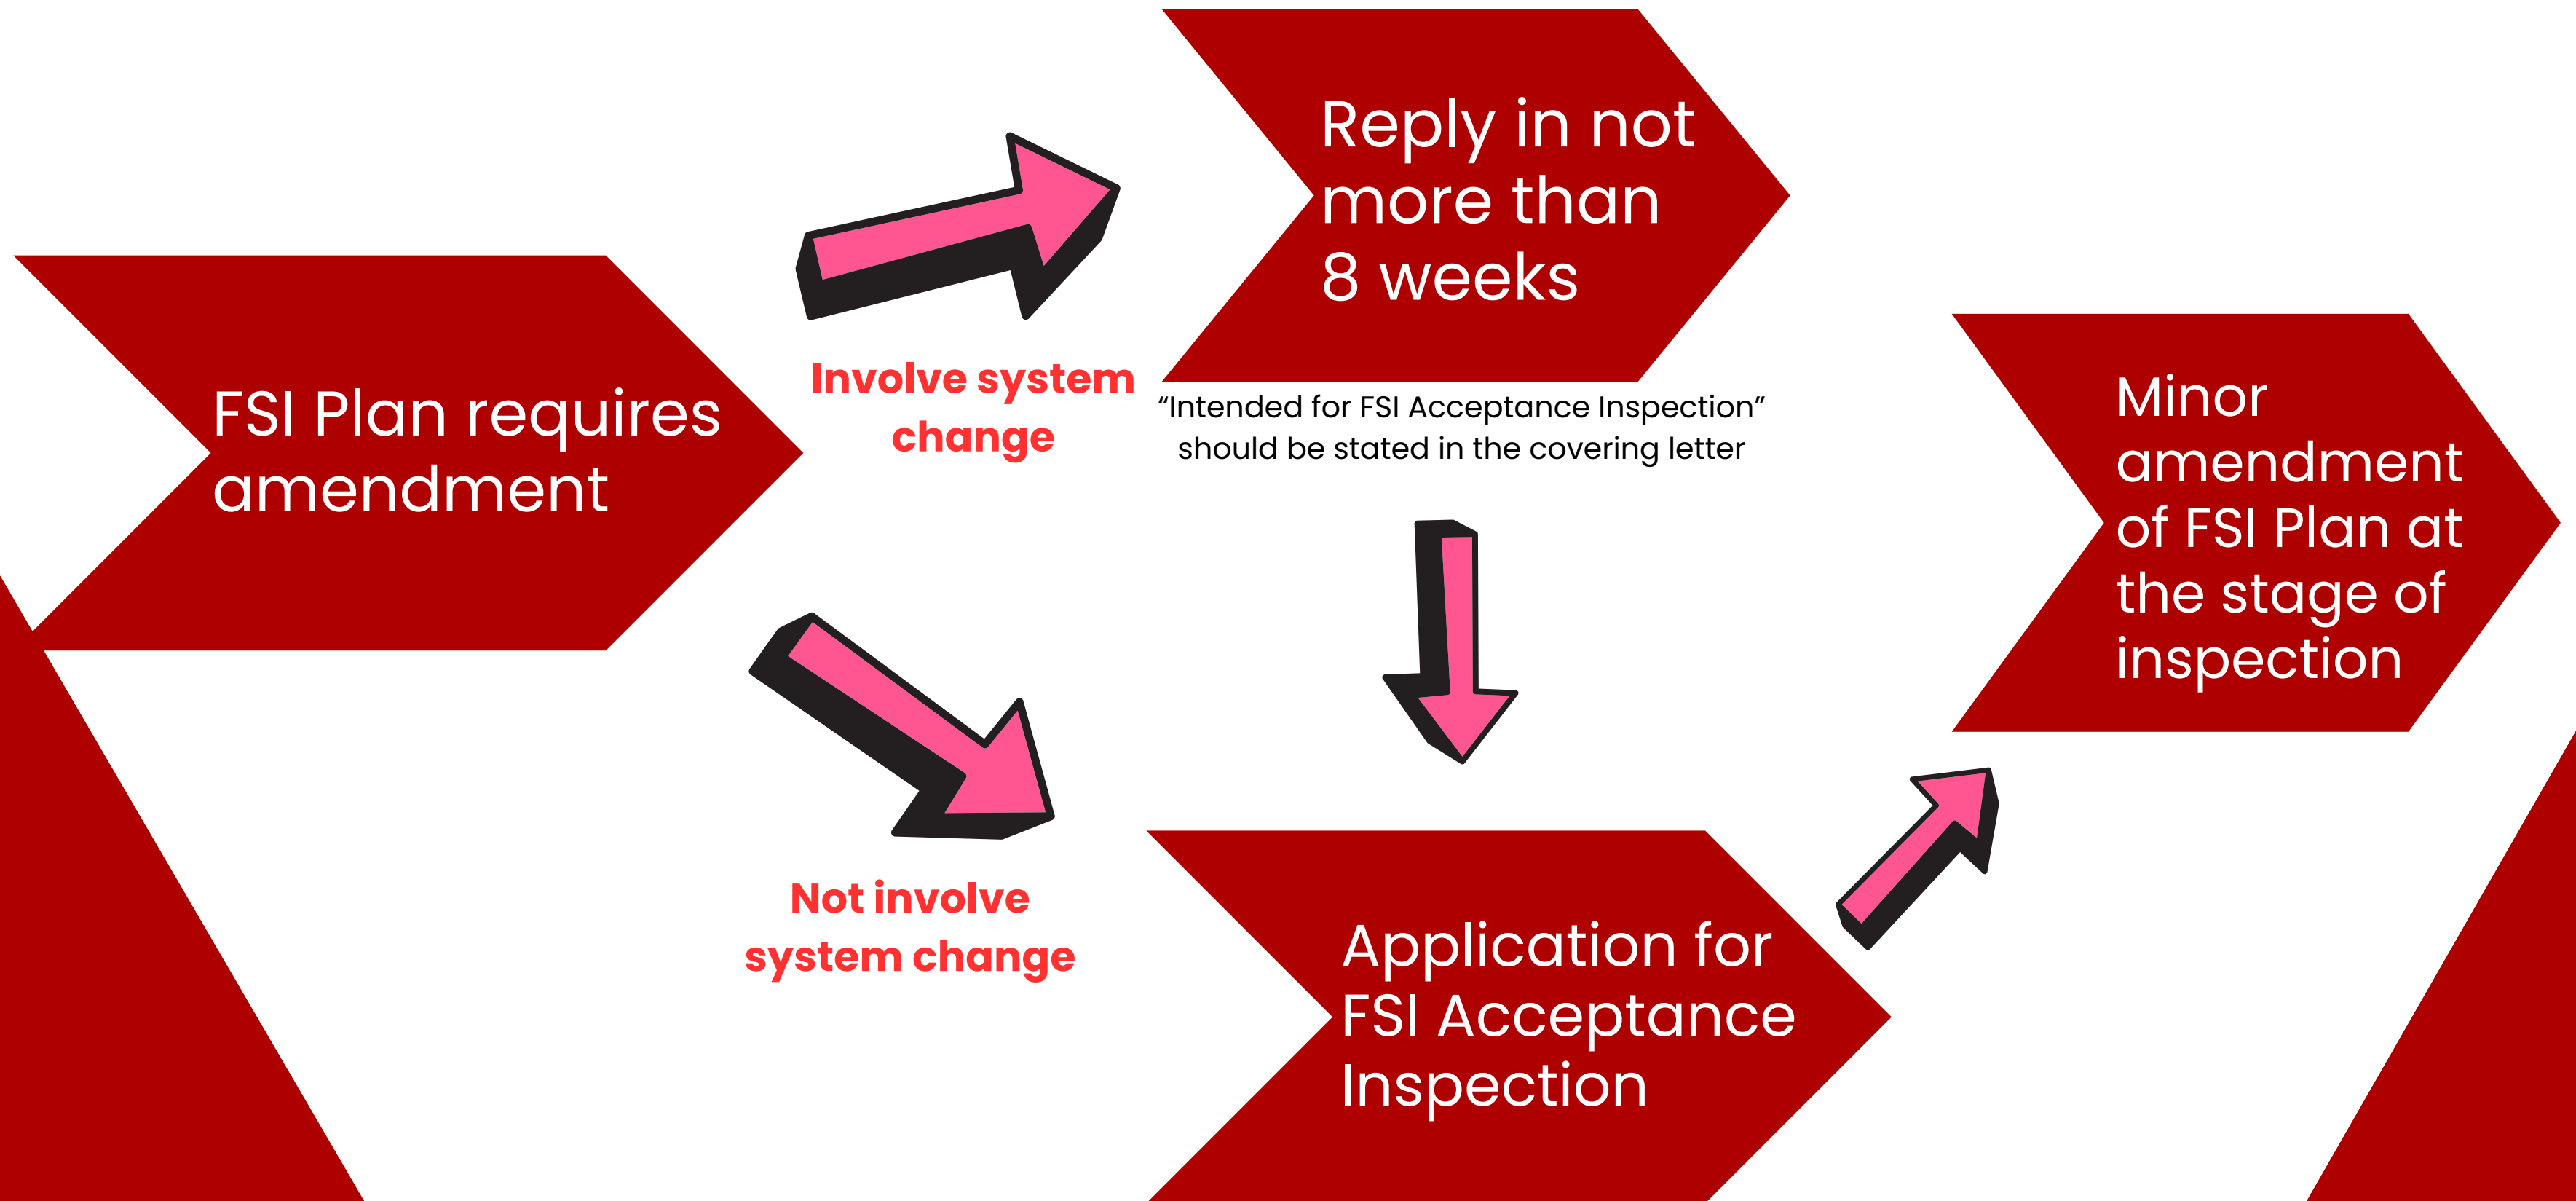 FSI Plan requires
amendment
Involve system
change
Reply in not
more than
8 weeks
“Intended for FSI Acceptance Inspection”
should be stated in the covering letter
Not involve
system change
Application for
FSI Acceptance
Inspection
Minor
amendment
of FSI Plan at
the stage of
inspection